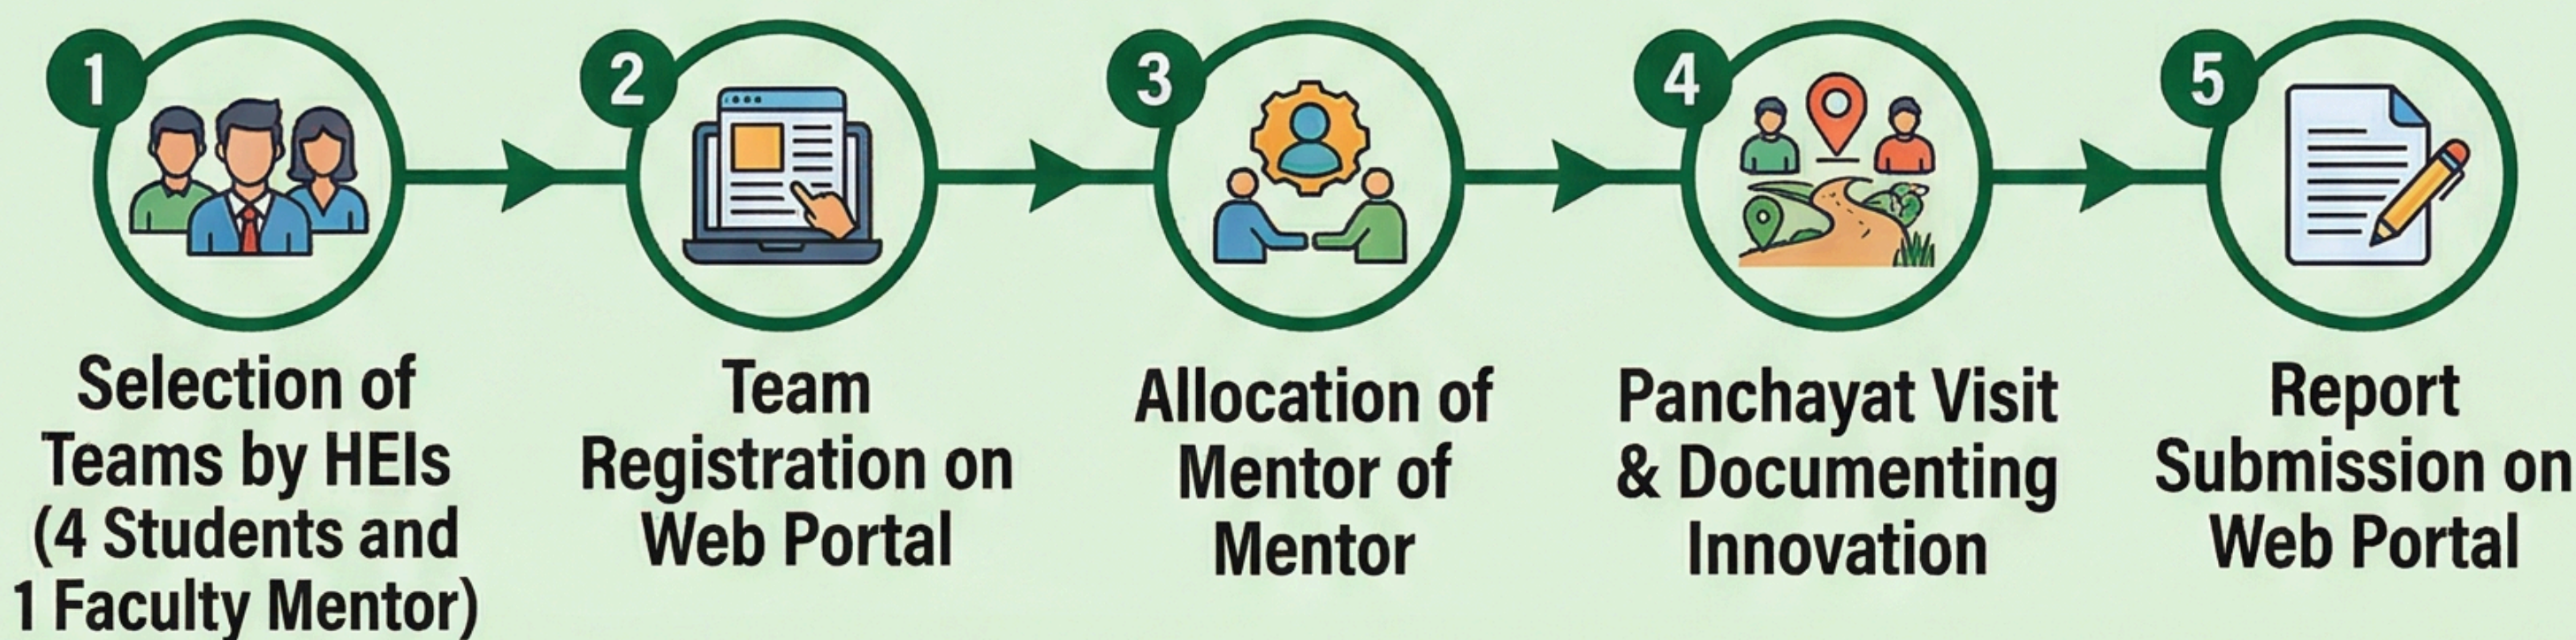 1
Selection of
Teams by HEIs
(4 Students and
1 Faculty Mentor)
2
Team
Registration on
Web Portal
3
Allocation of
Mentor of
Mentor
4
Panchayat Visit
& Documenting
Innovation
5
Report
Submission on
Web Portal